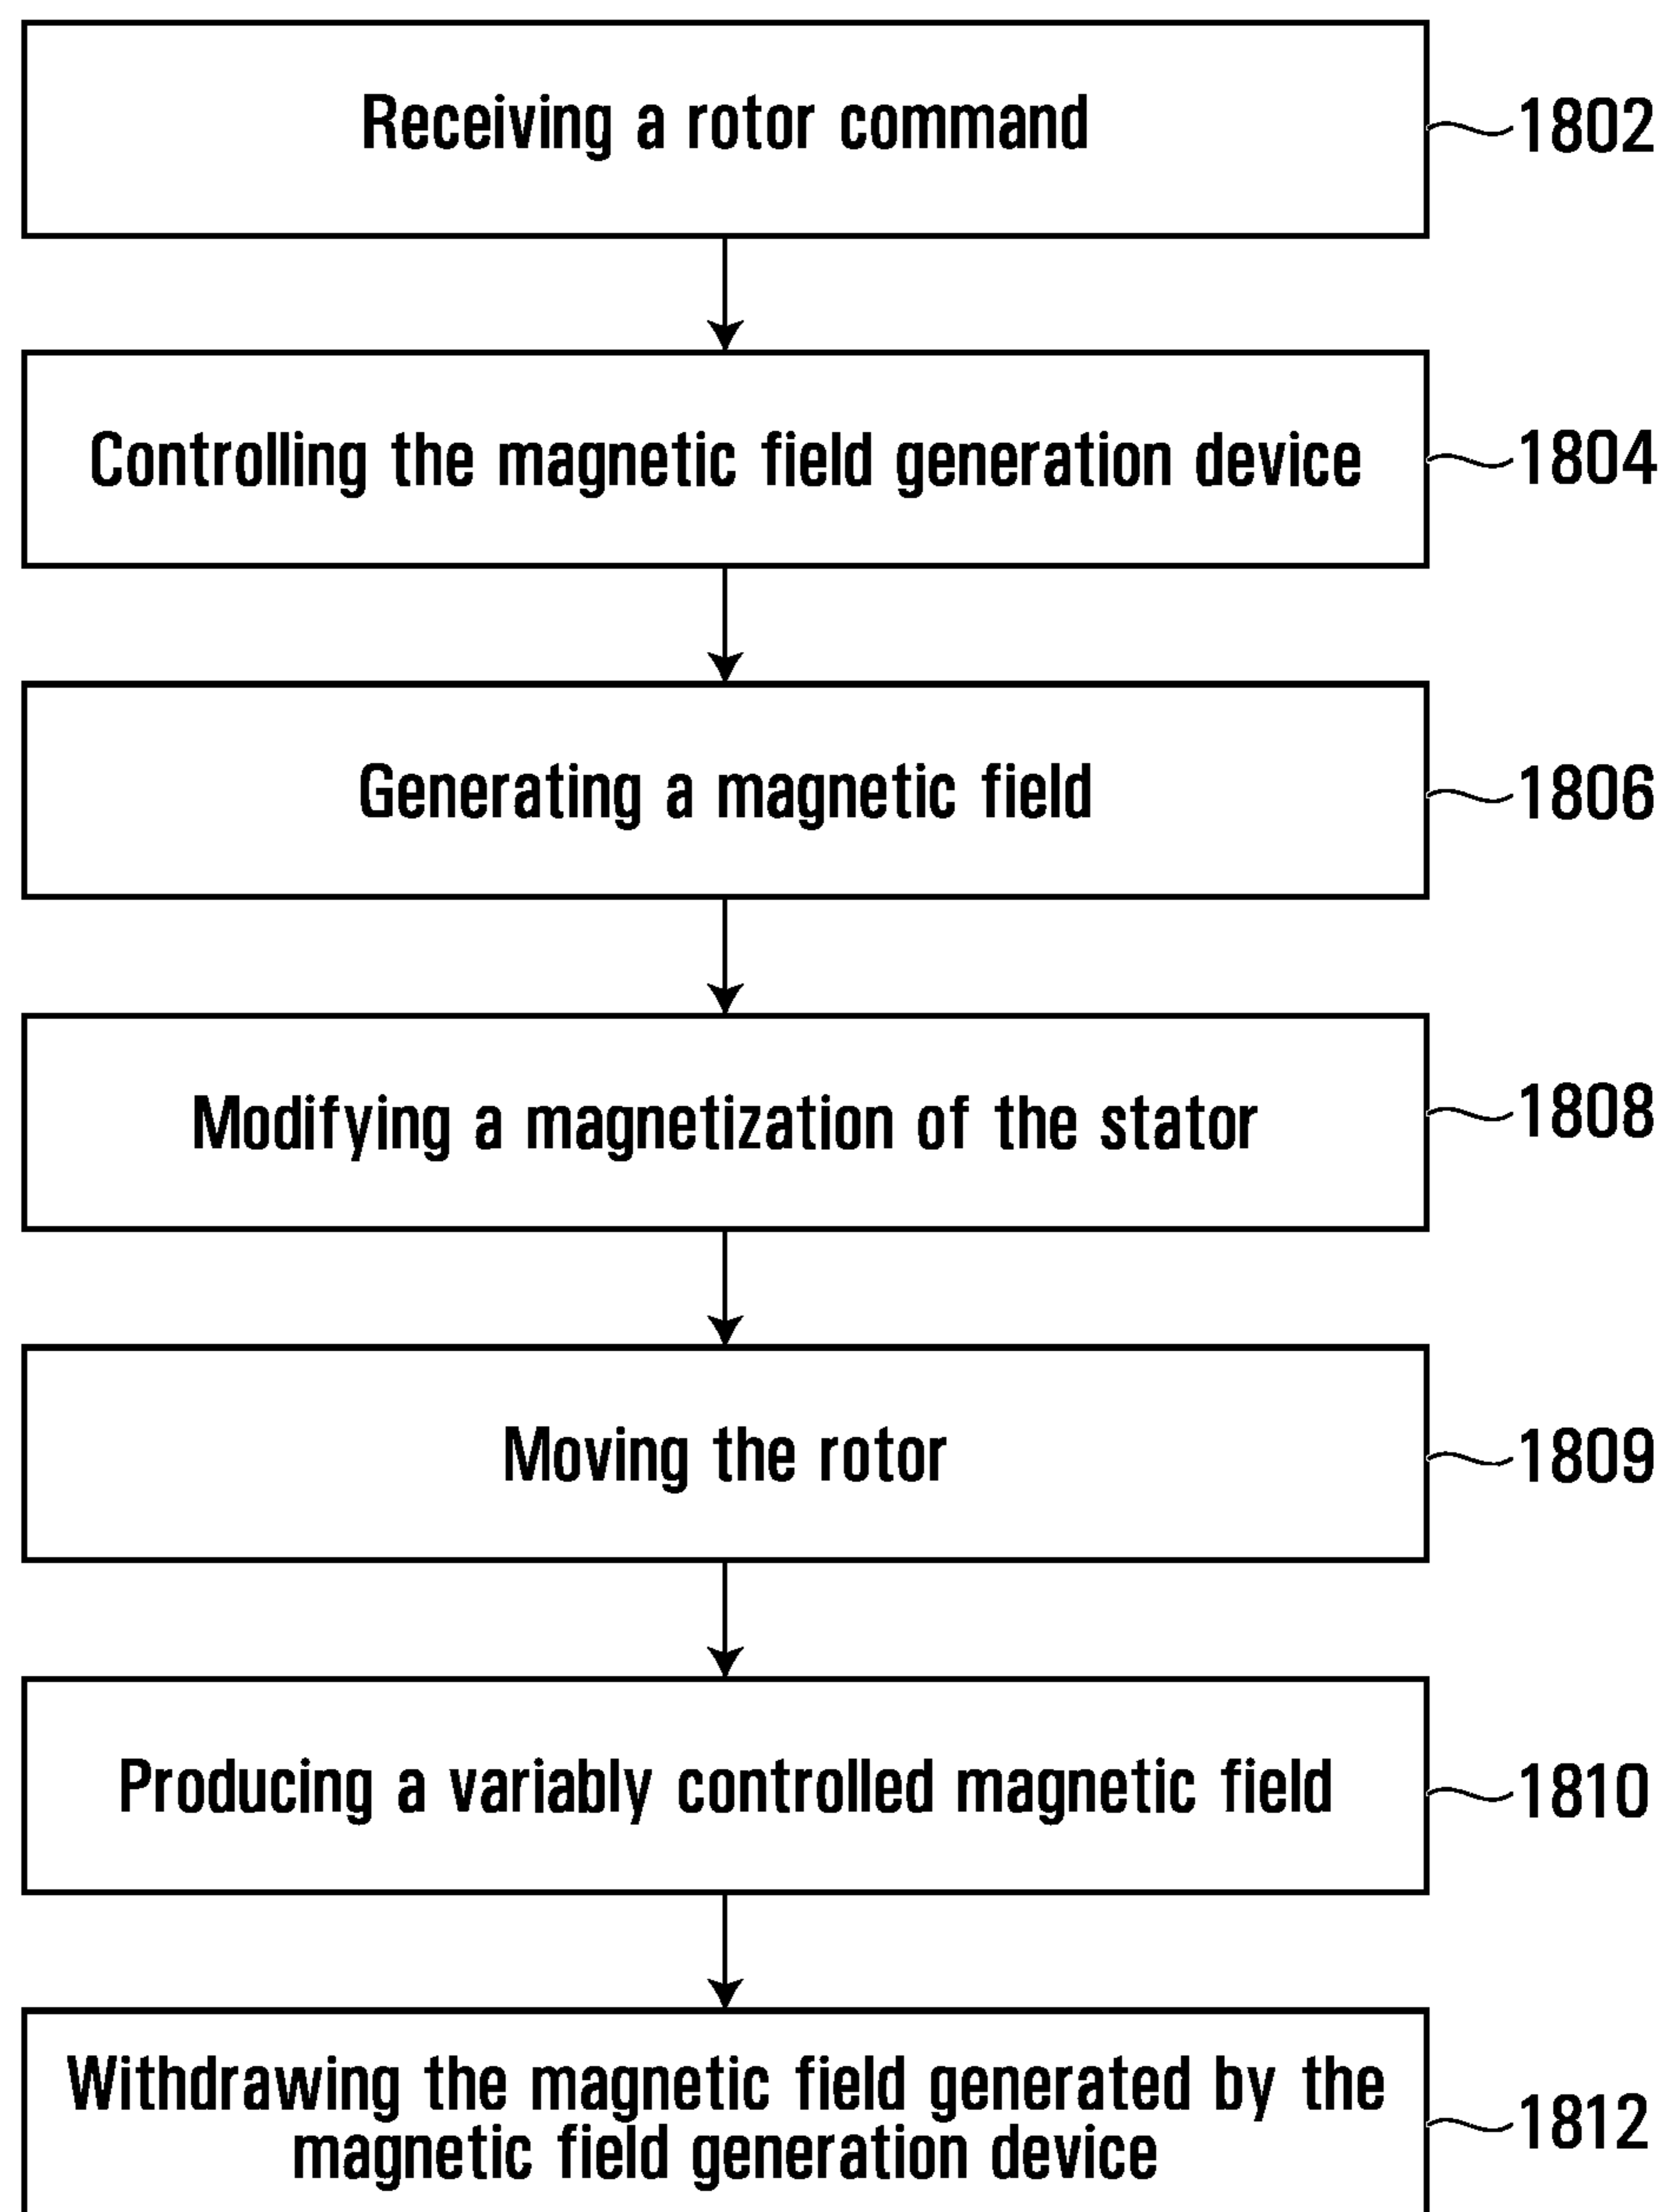 Receiving a rotor command
1802
Controlling the magnetic field generation device
1804
Generating a magnetic field
1806
Modifying a magnetization of the stator
1808
Moving the rotor
1809
Producing a variably controlled magnetic field
1810
Withdrawing the magnetic field generated by the
magnetic field generation device
1812